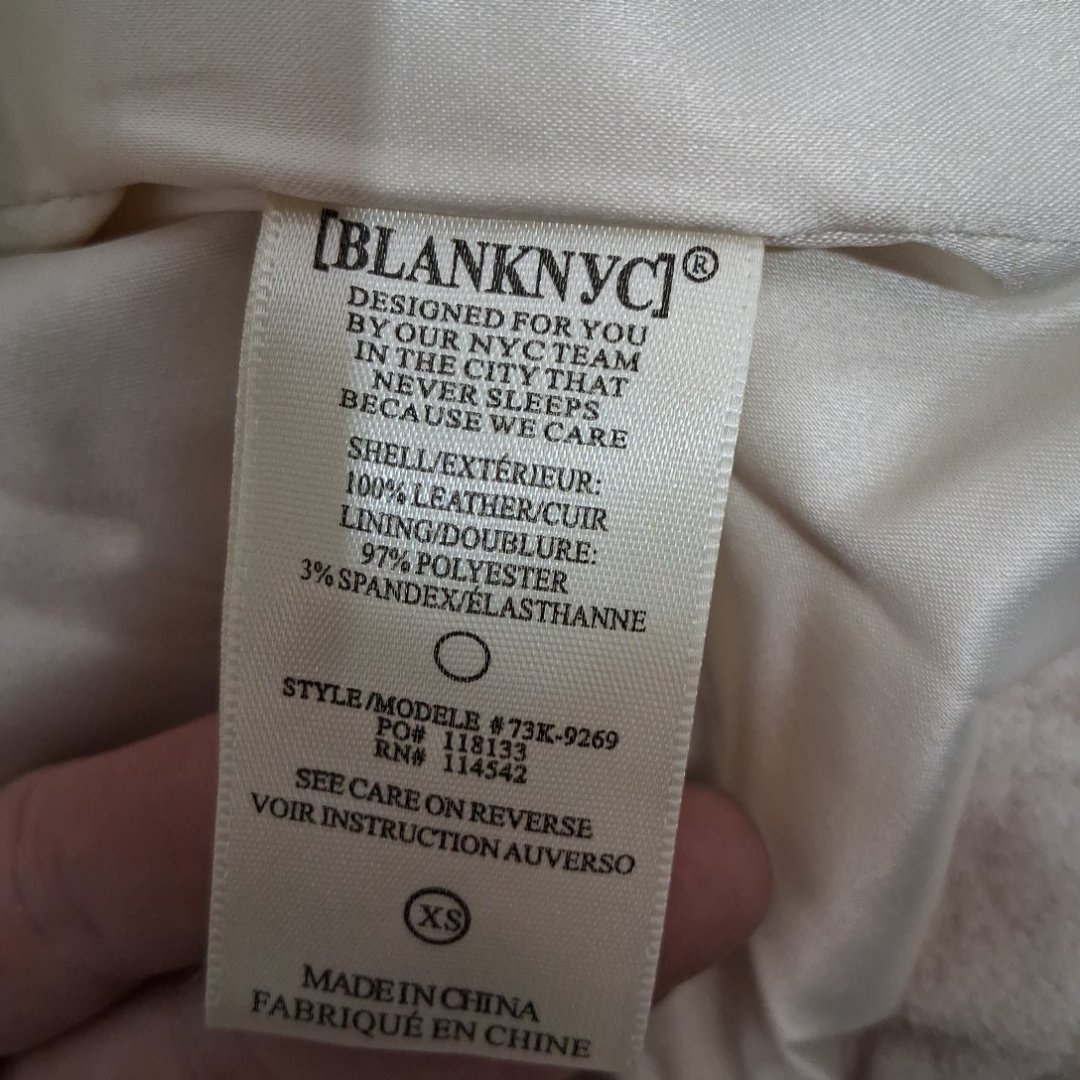 [BLANKNYC]®
DESIGNED FOR YOU
BY OUR NYC TEAM
IN THE CITY THAT
NEVER SLEEPS
BECAUSE WE CARE
SHELL/EXTÉRIEUR:
100% LEATHER/CUIR
LINING/DOUBLURE:
97% POLYESTER
3% SPANDEX/ÉLASTHANNE
STYLE/MODELE #73K-9269
PO# 118133
RN# 114542
SEE CARE ON REVERSE
VOIR INSTRUCTION AUVERSO
XS
MADE IN CHINA
FABRIQUÉ EN CHINE